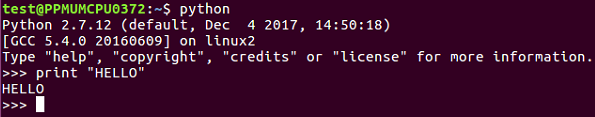 test@PPMUMCPU0372:~$ python
Python 2.7.12 (default, Dec  4 2017, 14:50:18)
[GCC 5.4.0 20160609] on linux2
Type "help", "copyright", "credits" or "license" for more information.
>>> print "HELLO"
HELLO
>>>